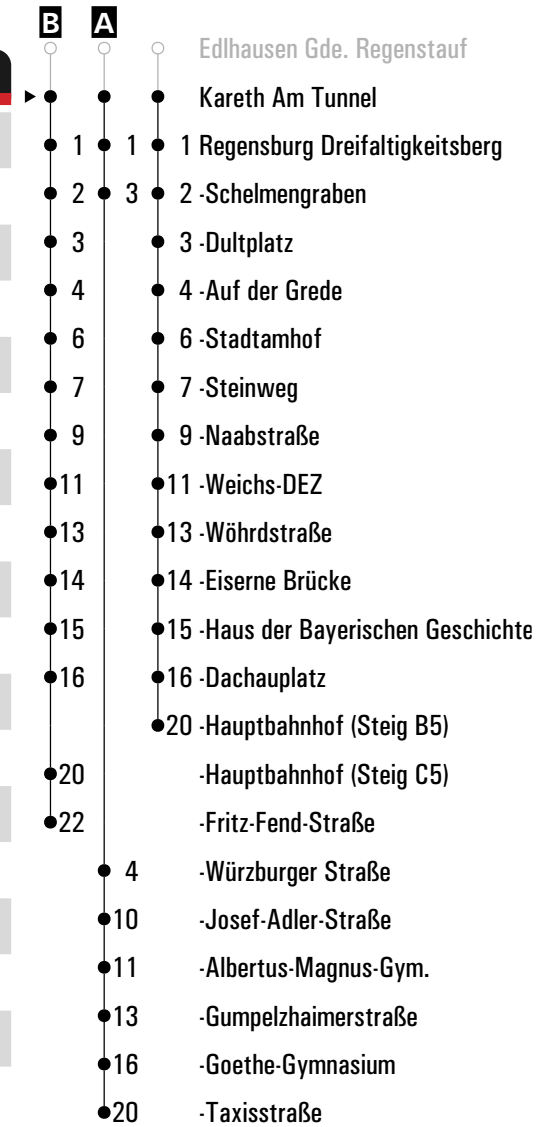 B A
Edlhausen Gde. Regenstauf
Kareth Am Tunnel
1 1 1 Regensburg Dreifaltigkeitsberg
2 3 2 -Schelmengraben
3 3 -Dultplatz
4 4 -Auf der Grede
6 6 -Stadtamhof
7 7 -Steinweg
9 9 -Naabstraße
11 11 -Weichs-DEZ
13 13 -Wöhrdstraße
14 14 -Eiserne Brücke
15 15 -Haus der Bayerischen Geschichte
16 16 -Dachauplatz
20 -Hauptbahnhof (Steig B5)
20 -Hauptbahnhof (Steig C5)
22 -Fritz-Fend-Straße
4 -Würzburger Straße
10 -Josef-Adler-Straße
11 -Albertus-Magnus-Gym.
13 -Gumpelzhaimerstraße
16 -Goethe-Gymnasium
20 -Taxisstraße